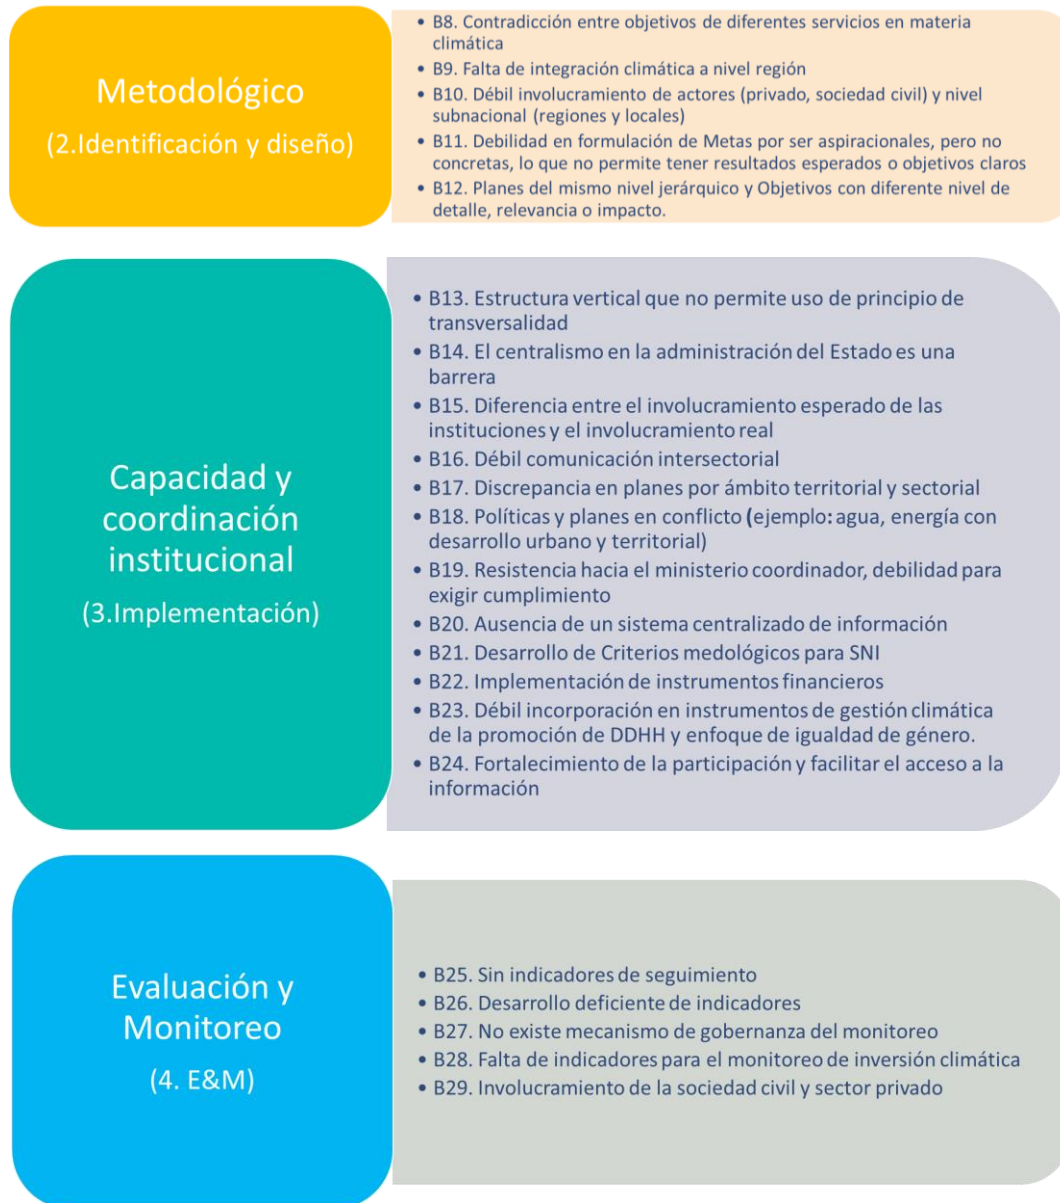 Metodológico
(2.Identificación y diseño)
• B8. Contradicción entre objetivos de diferentes servicios en materia
climática
• B9. Falta de integración climática a nivel región
• B10. Débil involucramiento de actores (privado, sociedad civil) y nivel
subnacional (regiones y locales)
• B11. Debilidad en formulación de Metas por ser aspiracionales, pero no
concretas, lo que no permite tener resultados esperados o objetivos claros
• B12. Planes del mismo nivel jerárquico y Objetivos con diferente nivel de
detalle, relevancia o impacto.
Capacidad y
coordinación
institucional
(3.Implementación)
• B13. Estructura vertical que no permite uso de principio de
transversalidad
• B14. El centralismo en la administración del Estado es una
barrera
• B15. Diferencia entre el involucramiento esperado de las
instituciones y el involucramiento real
• B16. Débil comunicación intersectorial
• B17. Discrepancia en planes por ámbito territorial y sectorial
• B18. Políticas y planes en conflicto (ejemplo: agua, energía con
desarrollo urbano y territorial)
• B19. Resistencia hacia el ministerio coordinador, debilidad para
exigir cumplimiento
• B20. Ausencia de un sistema centralizado de información
• B21. Desarrollo de Criterios medológicos para SNI
• B22. Implementación de instrumentos financieros
• B23. Débil incorporación en instrumentos de gestión climática
de la promoción de DDHH y enfoque de igualdad de género.
• B24. Fortalecimiento de la participación y facilitar el acceso a la
información
Evaluación y
Monitoreo
(4. E&M)
• B25. Sin indicadores de seguimiento
• B26. Desarrollo deficiente de indicadores
• B27. No existe mecanismo de gobernanza del monitoreo
• B28. Falta de indicadores para el monitoreo de inversión climática
• B29. Involucramiento de la sociedad civil y sector privado